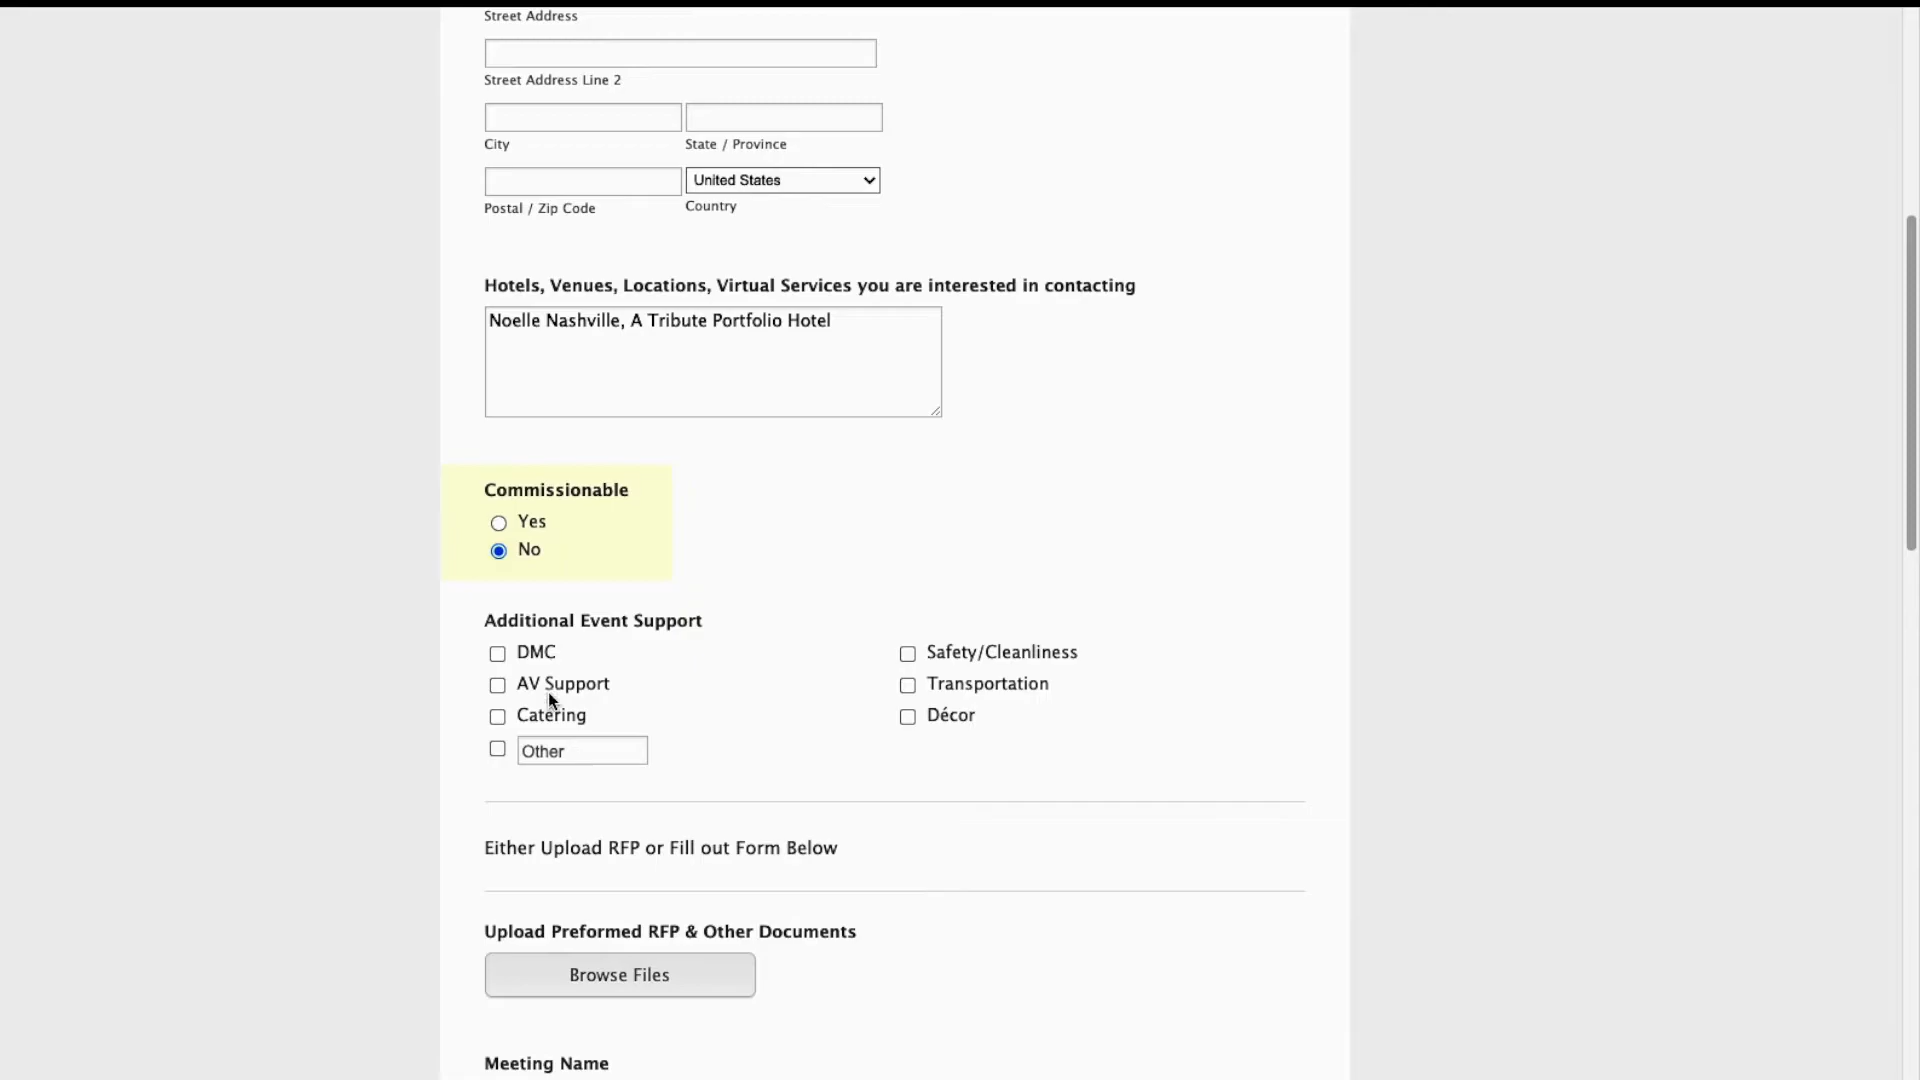 Street Address
Street Address Line 2
City State / Province
United States
Postal / Zip Code Country
Hotels, Venues, Locations, Virtual Services you are interested in contacting
Noelle Nashville, A Tribute Portfolio Hotel
Commissionable
Yes
No
Additional Event Support
DMC Safety/Cleanliness
AV Support Transportation
Catering Décor
Other
Either Upload RFP or Fill out Form Below
Upload Preformed RFP & Other Documents
Browse Files
Meeting Name